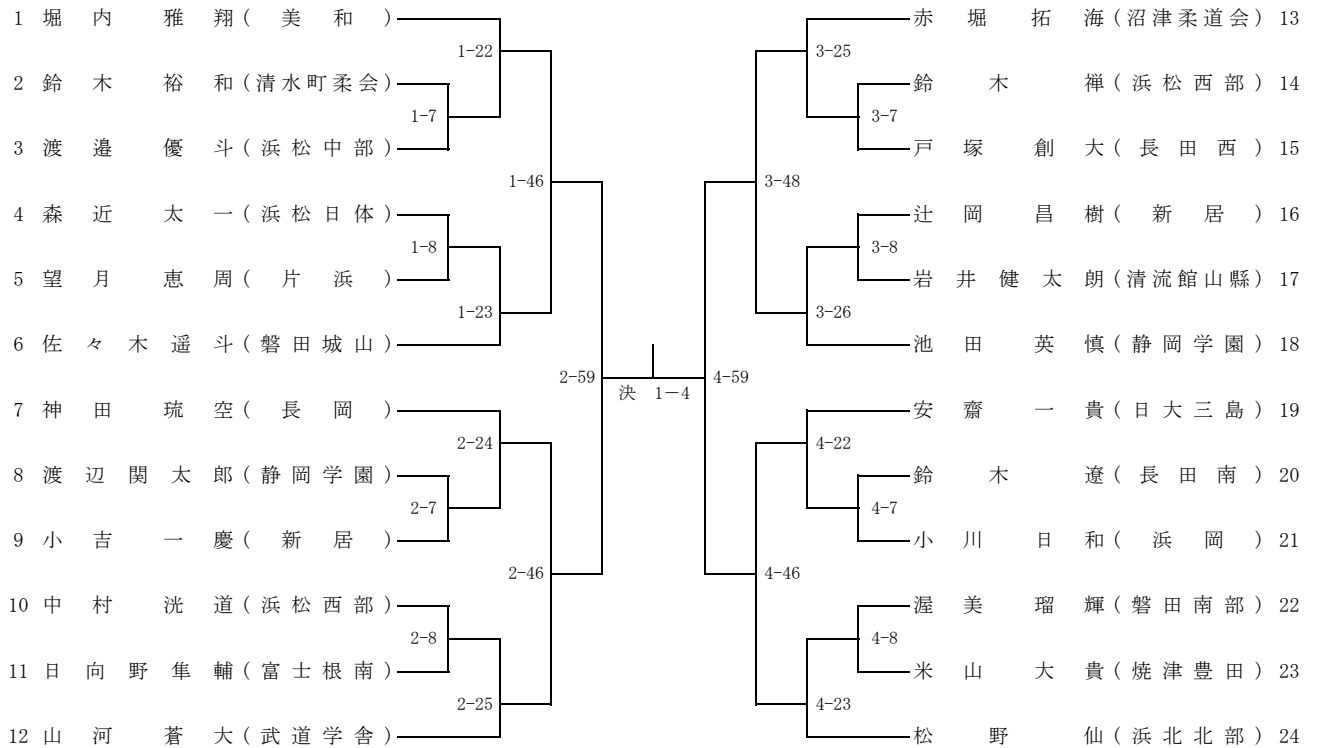 1 堀内雅翔(美和) 赤堀拓海(沼津柔道会) 13
1-22 3-25
2 鈴木裕和(清水町柔会) 鈴木禅(浜松西部) 14
1-7 3-7
3 渡邉優斗(浜松中部) 戸塚創大(長田西) 15
1-46 3-48
4 森近太一(浜松日体) 辻岡昌樹(新居) 16
1-8 3-8
5 望月恵周(片浜) 岩井健太朗(清流館山縣) 17
1-23 3-26
6 佐々木遥斗(磐田城山) 池田英慎(静岡学園) 18
2-59 4-59
決 1-4
7 神田琉空(長岡) 安齋一貴(日大三島) 19
2-24 4-22
8 渡辺関太郎(静岡学園) 鈴木遼(長田南) 20
2-7 4-7
9 小吉一慶(新居) 小川日和(浜岡) 21
2-46 4-46
10 中村洸道(浜松西部) 渥美瑠輝(磐田南部) 22
2-8 4-8
11 日向野隼輔(富士根南) 米山大貴(焼津豊田) 23
2-25 4-23
12 山河蒼大(武道学舎) 松野仙(浜北北部) 24